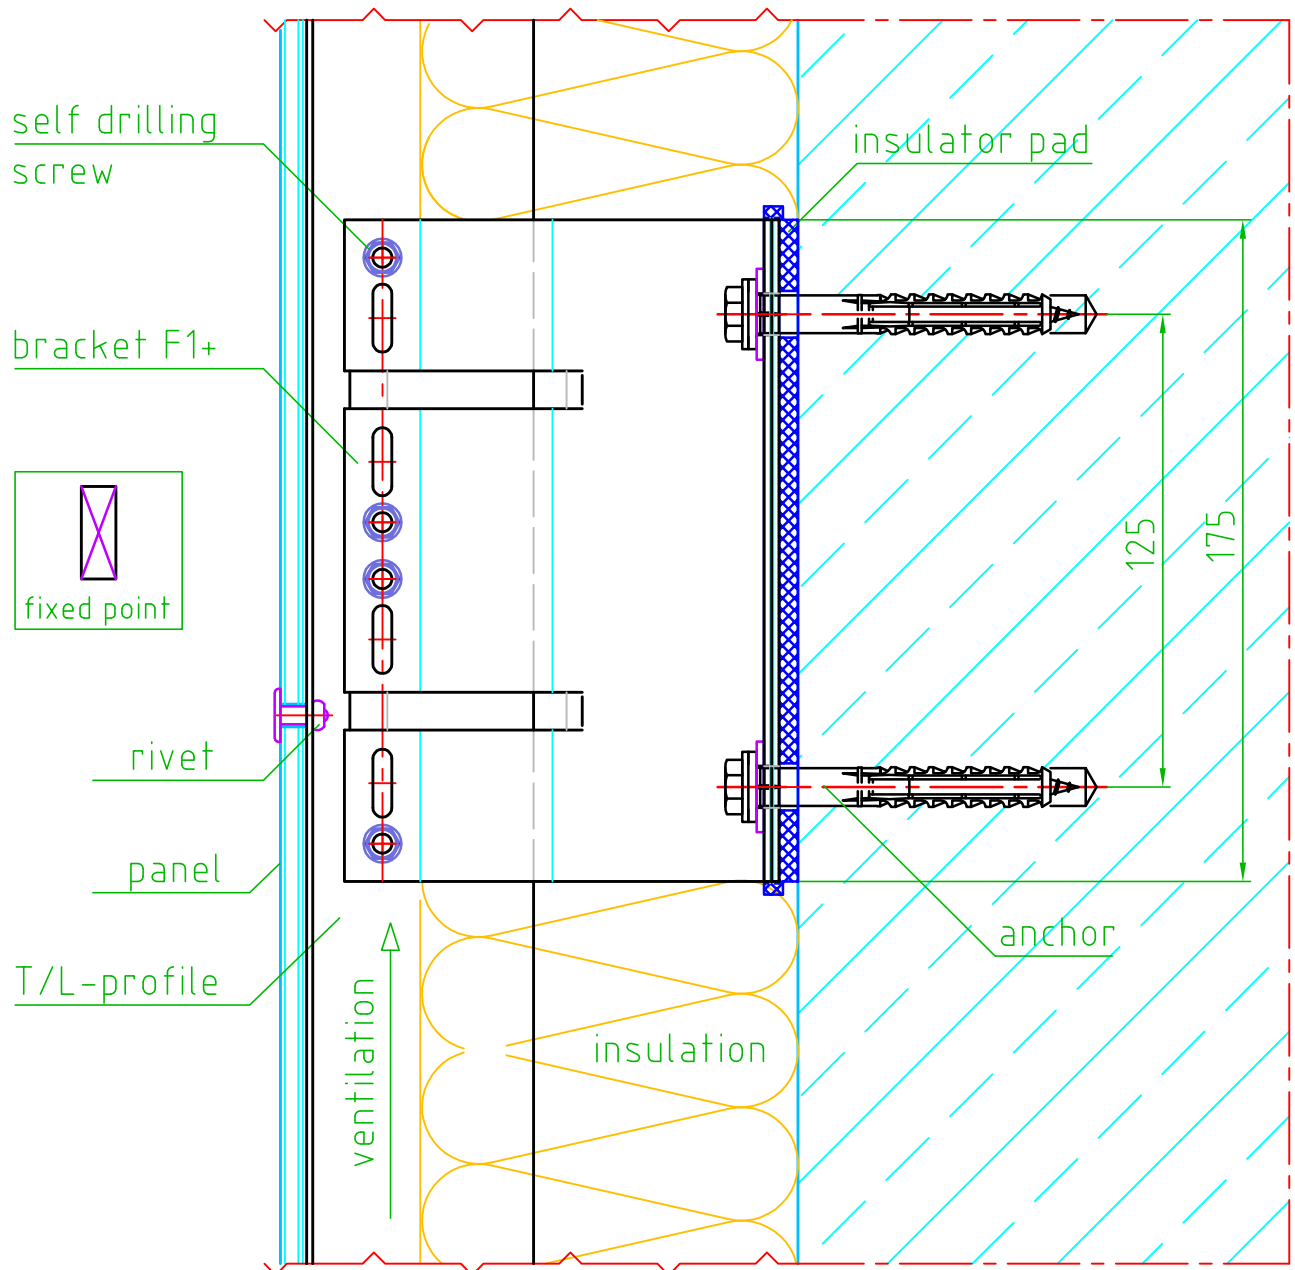 self drilling
screw
insulator pad
bracket F1+
fixed point
125
175
rivet
panel
T/L-profile
ventilation
insulation
anchor